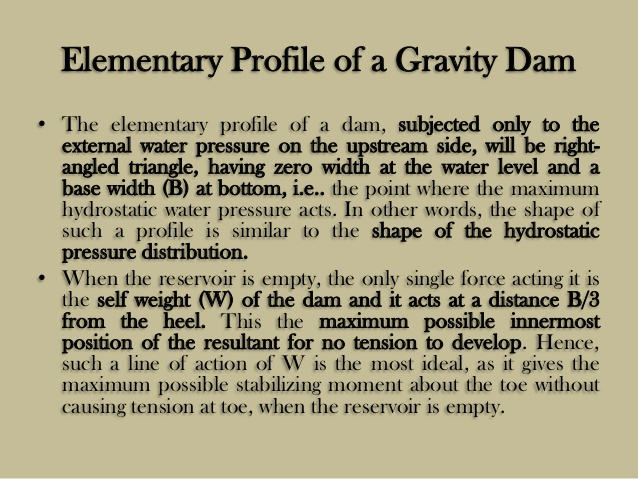 Elementary Profile of a Gravity Dam
• The elementary profile of a dam, subjected only to the
external water pressure on the upstream side, will be right-
angled triangle, having zero width at the water level and a
base width (B) at bottom, i.e.. the point where the maximum
hydrostatic water pressure acts. In other words, the shape of
such a profile is similar to the shape of the hydrostatic
pressure distribution.
• When the reservoir is empty, the only single force acting it is
the self weight (W) of the dam and it acts at a distance B/3
from the heel. This the maximum possible innermost
position of the resultant for no tension to develop. Hence,
such a line of action of W is the most ideal, as it gives the
maximum possible stabilizing moment about the toe without
causing tension at toe, when the reservoir is empty.